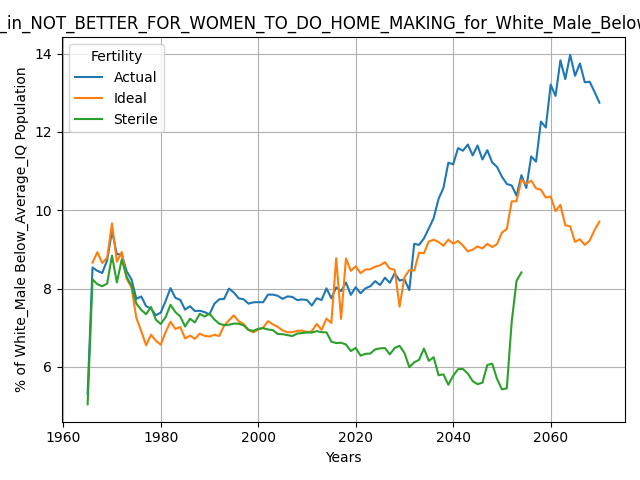 _in_NOT_BETTER_FOR_WOMEN_TO_DO_HOME_MAKING_for_White_Male_Below
Fertility
Actual
Ideal
Sterile
% of White_Male Below_Average_IQ Population
14
12
10
8
6
1960
1980
2000
2020
2040
2060
Years